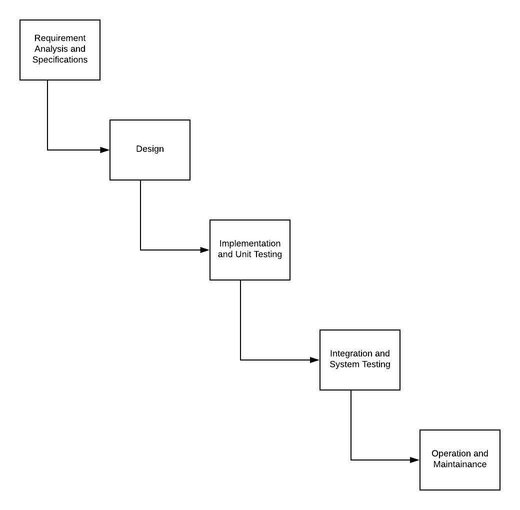 Requirement
Analysis and
Specifications
Design
Implementation
and Unit Testing
Integration and
System Testing
Operation and
Maintainance